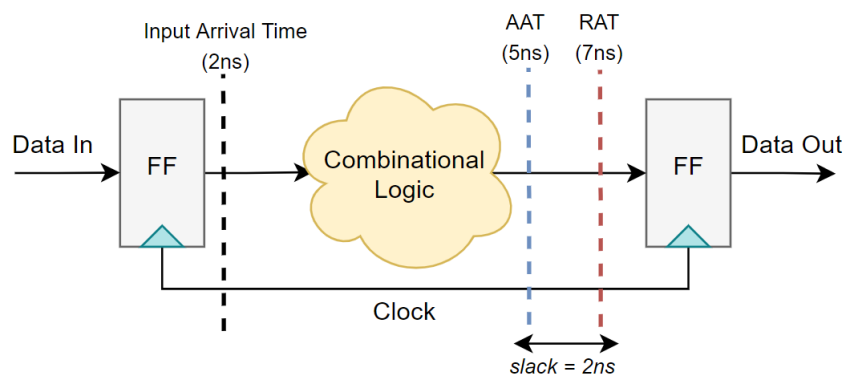 Input Arrival Time
(2ns)
AAT
(5ns)
RAT
(7ns)
Data In
FF
Combinational
Logic
FF
Data Out
Clock
slack = 2ns